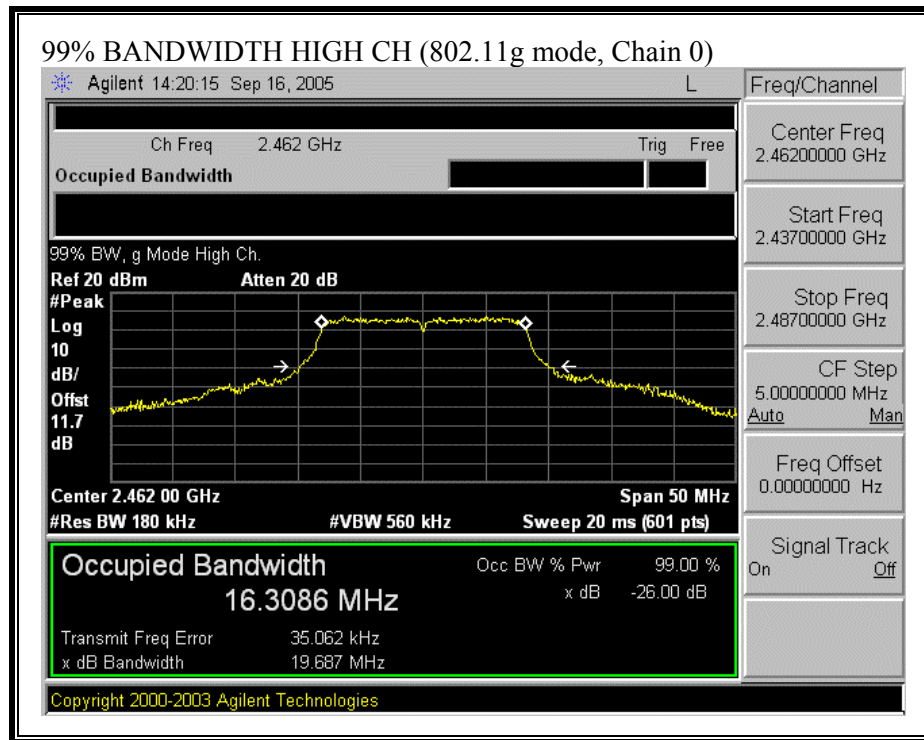 99% BANDWIDTH HIGH CH (802.11g mode, Chain 0)
Agilent 14:20:15 Sep 16, 2005 L
Freq/Channel
Ch Freq 2.462 GHz Trig Free
Occupied Bandwidth
Center Freq
2.46200000 GHz
Start Freq
2.43700000 GHz
Stop Freq
2.48700000 GHz
CF Step
5.00000000 MHz
Auto Man
Freq Offset
0.00000000 Hz
Signal Track
On Off
99% BW, g Mode High Ch.
Ref 20 dBm Atten 20 dB
#Peak
Log
10
dB/
Offst
11.7
dB
Center 2.462 00 GHz Span 50 MHz
#Res BW 180 kHz #VBW 560 kHz Sweep 20 ms (601 pts)
Occupied Bandwidth Occ BW % Pwr 99.00 %
16.3086 MHz x dB -26.00 dB
Transmit Freq Error 35.062 kHz
x dB Bandwidth 19.687 MHz
Copyright 2000-2003 Agilent Technologies